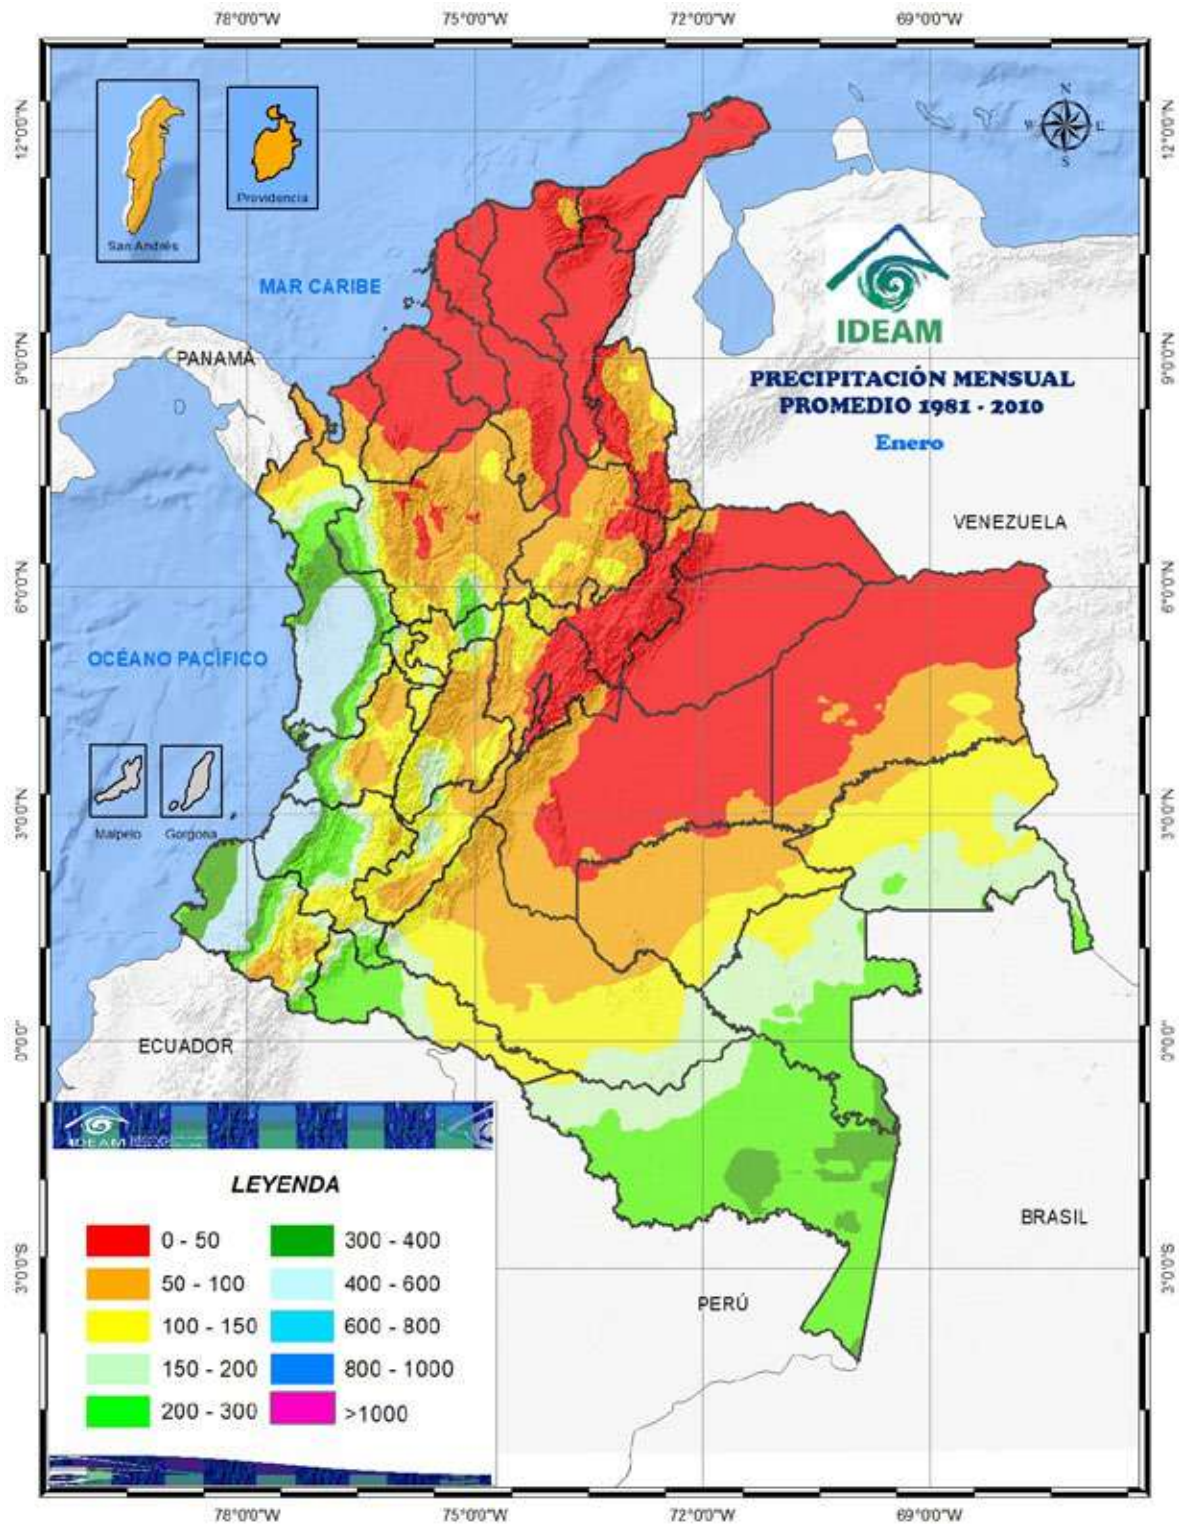 78°0'0"W 75°0'0"W 72°0'0"W 69°0'0"W
12°0'0"N
12°0'0"N
N
W
E
S
San Andrés
Providencia
MAR CARIBE
IDEAM
PANAMÁ
9°0'0"N
9°0'0"N
PRECIPITACIÓN MENSUAL
PROMEDIO 1981 - 2010
Enero
VENEZUELA
6°0'0"N
6°0'0"N
OCÉANO PACÍFICO
Malpelo
Gorgona
3°0'0"N
3°0'0"N
ECUADOR
0°0'0"
0°0'0"
IDEAM
LEYENDA
0 - 50
50 - 100
100 - 150
150 - 200
200 - 300
300 - 400
400 - 600
600 - 800
800 - 1000
>1000
BRASIL
PERÚ
3°0'0"S
3°0'0"S
78°0'0"W 75°0'0"W 72°0'0"W 69°0'0"W